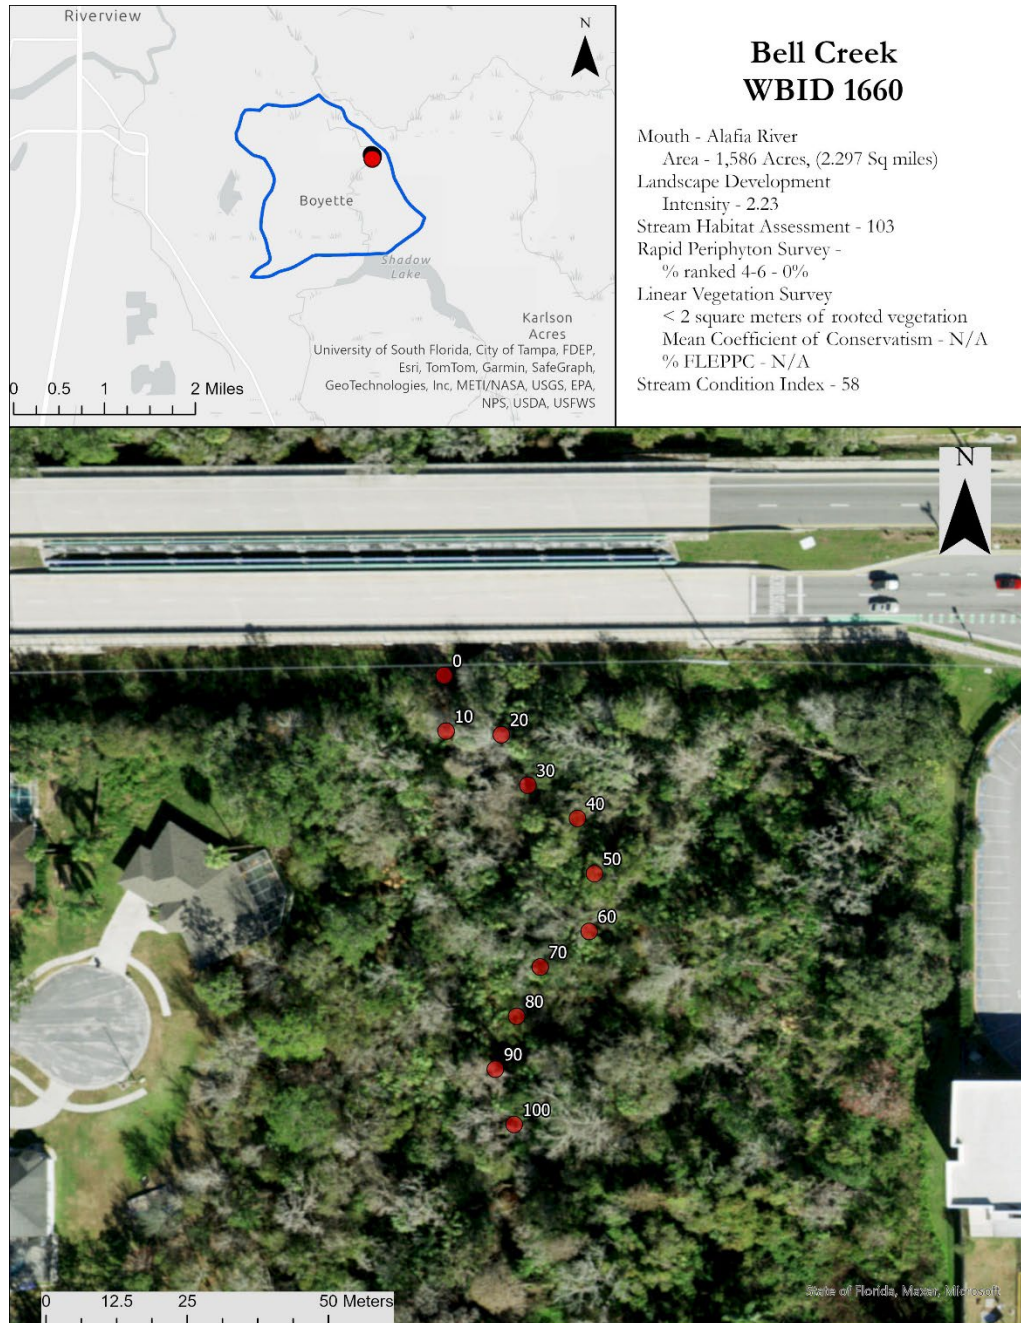 Riverview
N
Boyette
Shadow
Lake
Karlson
Acres
University of South Florida, City of Tampa, FDEP,
Esri, TomTom, Garmin, SafeGraph,
GeoTechnologies, Inc, METI/NASA, USGS, EPA,
NPS, USDA, USFWS
0 0.5 1 2 Miles
Bell Creek
WBID 1660
Mouth - Alafia River
Area - 1,586 Acres, (2.297 Sq miles)
Landscape Development
Intensity - 2.23
Stream Habitat Assessment - 103
Rapid Periphyton Survey -
% ranked 4-6 - 0%
Linear Vegetation Survey
< 2 square meters of rooted vegetation
Mean Coefficient of Conservatism - N/A
% FLEPPC - N/A
Stream Condition Index - 58
N
0
10
20
30
40
50
60
70
80
90
100
0 12.5 25 50 Meters
State of Florida, Maxar, Microsoft